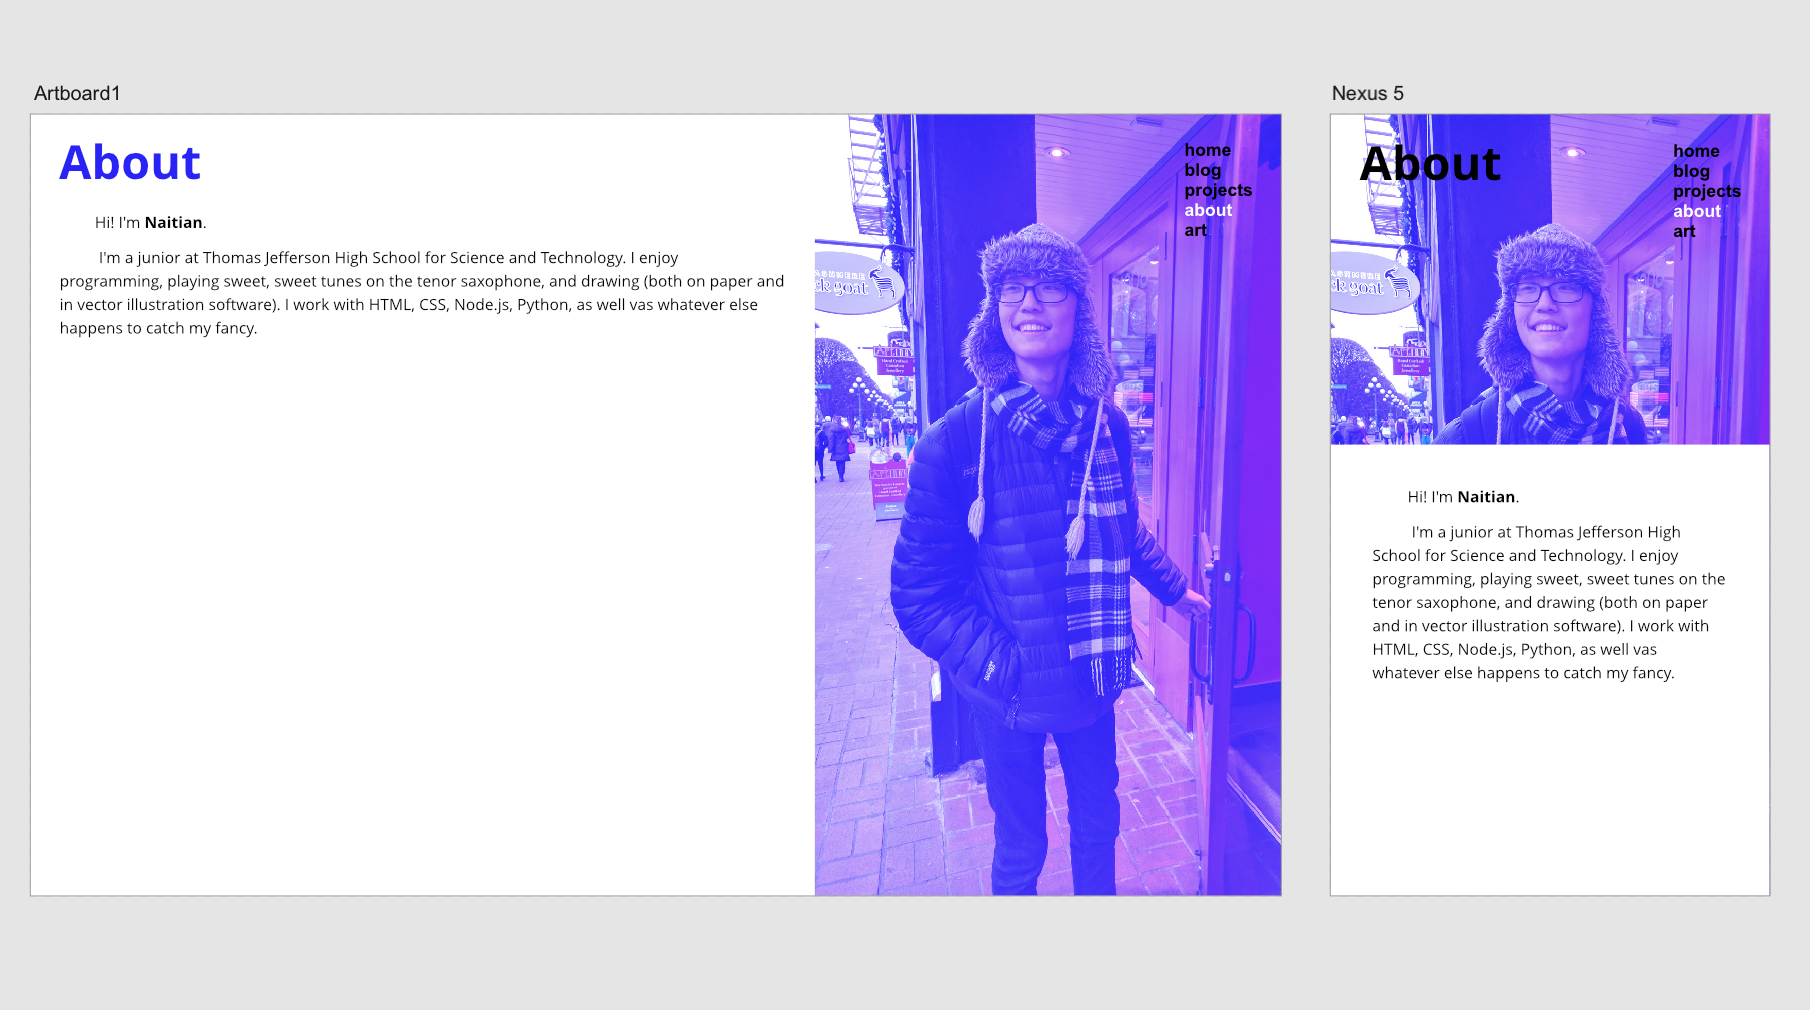 Artboard1
About
Hi! I'm Naitian.
I'm a junior at Thomas Jefferson High School for Science and Technology. I enjoy
programming, playing sweet, sweet tunes on the tenor saxophone, and drawing (both on paper and
in vector illustration software). I work with HTML, CSS, Node.js, Python, as well vas whatever else
happens to catch my fancy.
home
blog
projects
about
art
goat
Nexus 5
About
home
blog
projects
about
art
goat
Hi! I'm Naitian.
I'm a junior at Thomas Jefferson High
School for Science and Technology. I enjoy
programming, playing sweet, sweet tunes on the
tenor saxophone, and drawing (both on paper
and in vector illustration software). I work with
HTML, CSS, Node.js, Python, as well vas
whatever else happens to catch my fancy.